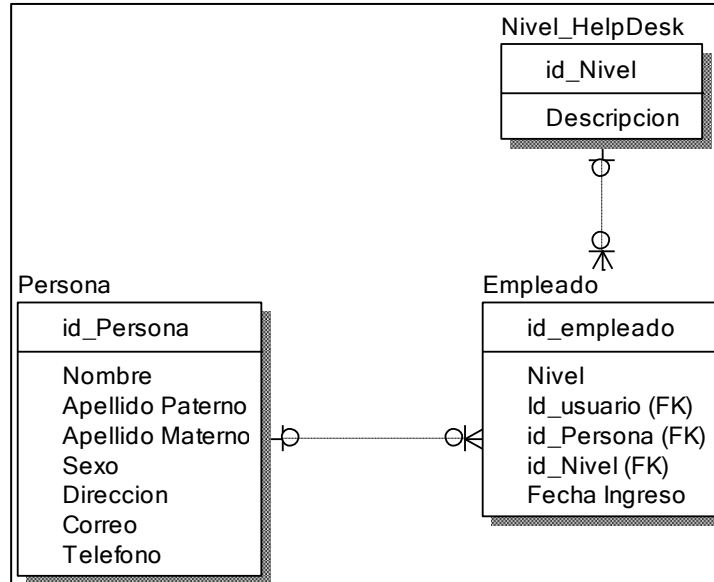 Nivel_HelpDesk
id_Nivel
Descripcion
Persona
id_Persona
Nombre
Apellido Paterno
Apellido Materno
Sexo
Direccion
Correo
Telefono
Empleado
id_empleado
Nivel
Id_usuario (FK)
id_Persona (FK)
id_Nivel (FK)
Fecha Ingreso